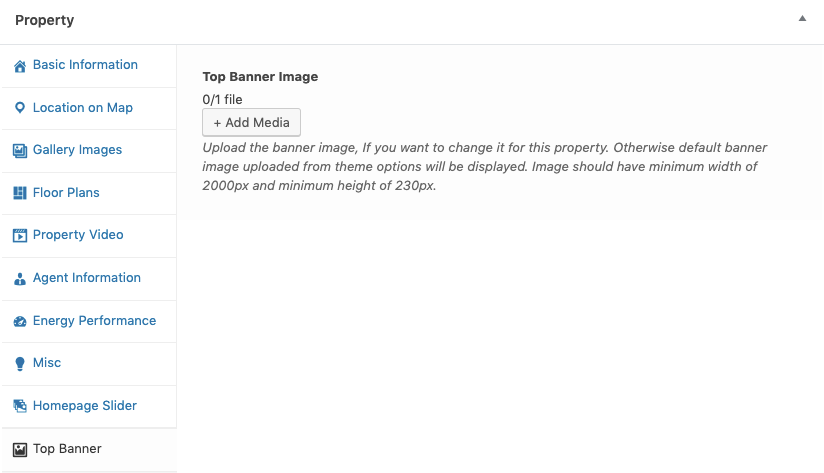 Property
Basic Information
Location on Map
Gallery Images
Floor Plans
Property Video
Agent Information
Energy Performance
Misc
Homepage Slider
Top Banner
Top Banner Image
0/1 file
+ Add Media
Upload the banner image, If you want to change it for this property. Otherwise default banner
image uploaded from theme options will be displayed. Image should have minimum width of
2000px and minimum height of 230px.